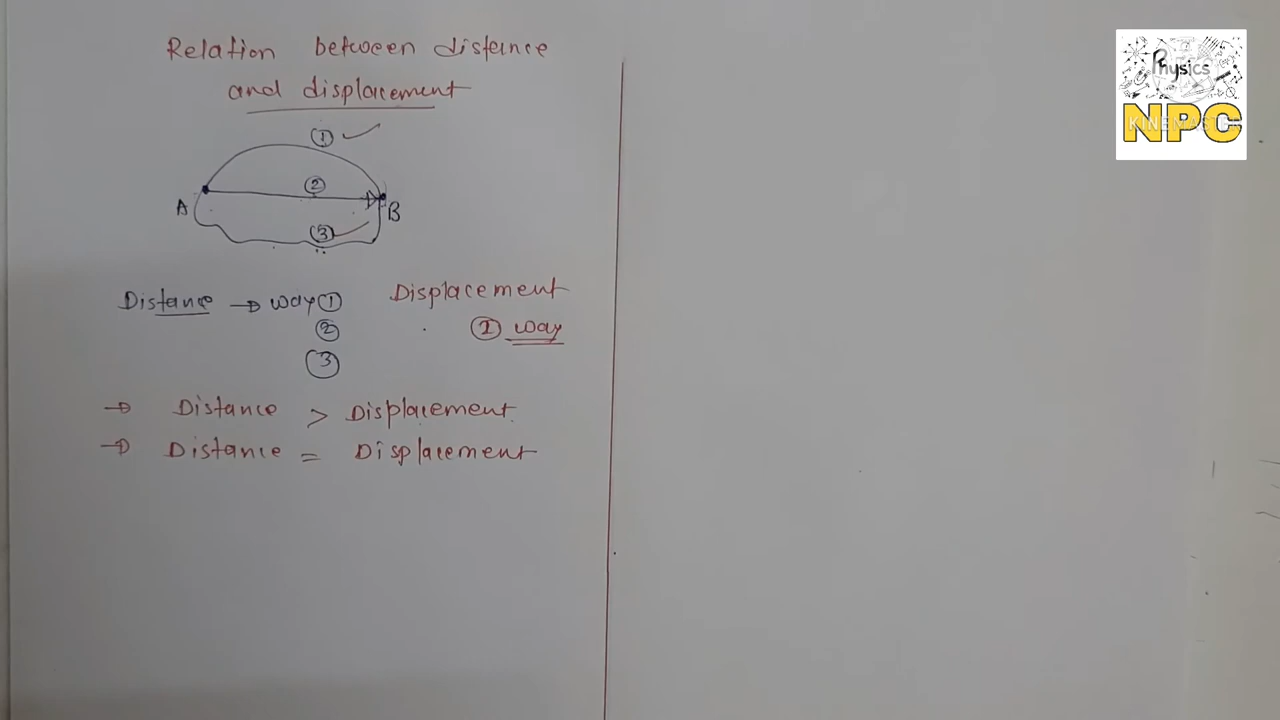 Relation between distance
and displacement
① ✓
②
A
B
③
Distance → way ①
②
③
Displacement
① way
→ Distance > Displacement
→ Distance = Displacement
Physics
NPC
KINEMASTER